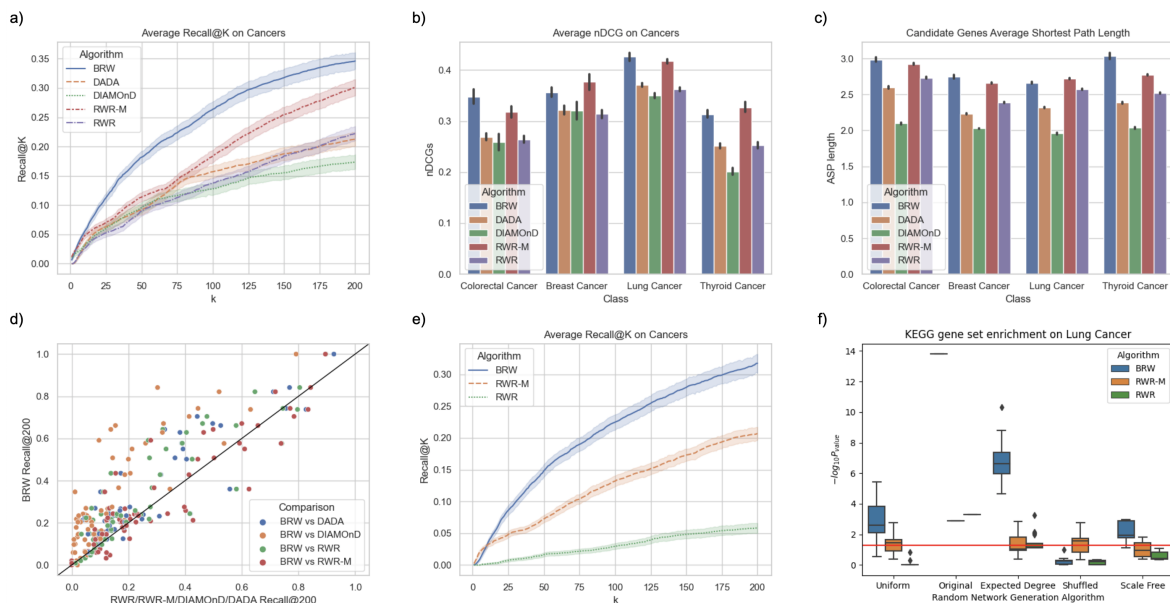 a)
Average Recall@K on Cancers
Algorithm
BRW
DADA
DIAMOnD
RWR-M
RWR
0.35
0.30
0.25
0.20
0.15
0.10
0.05
0.00
Recall@K
0 25 50 75 100 125 150 175 200
k
b)
Average nDCG on Cancers
0.4
0.3
0.2
0.1
0.0
nDCGs
Algorithm
BRW
DADA
DIAMOnD
RWR-M
RWR
Colorectal Cancer Breast Cancer Lung Cancer Thyroid Cancer
Class
c)
Candidate Genes Average Shortest Path Length
3.0
2.5
2.0
1.5
1.0
0.5
0.0
ASP length
Algorithm
BRW
DADA
DIAMOnD
RWR-M
RWR
Colorectal Cancer Breast Cancer Lung Cancer Thyroid Cancer
Class
d)
1.0
0.8
0.6
0.4
0.2
0.0
BRW Recall@200
Comparison
BRW vs DADA
BRW vs DIAMOnD
BRW vs RWR
BRW vs RWR-M
0.0 0.2 0.4 0.6 0.8 1.0
RWR/RWR-M/DIAMOnD/DADA Recall@200
e)
Average Recall@K on Cancers
Algorithm
BRW
RWR-M
RWR
0.35
0.30
0.25
0.20
0.15
0.10
0.05
0.00
Recall@K
0 25 50 75 100 125 150 175 200
k
f)
KEGG gene set enrichment on Lung Cancer
Algorithm
BRW
RWR-M
RWR
14
12
10
8
6
4
2
0
−log10Pvalue
Uniform Original Expected Degree Shuffled Scale Free
Random Network Generation Algorithm